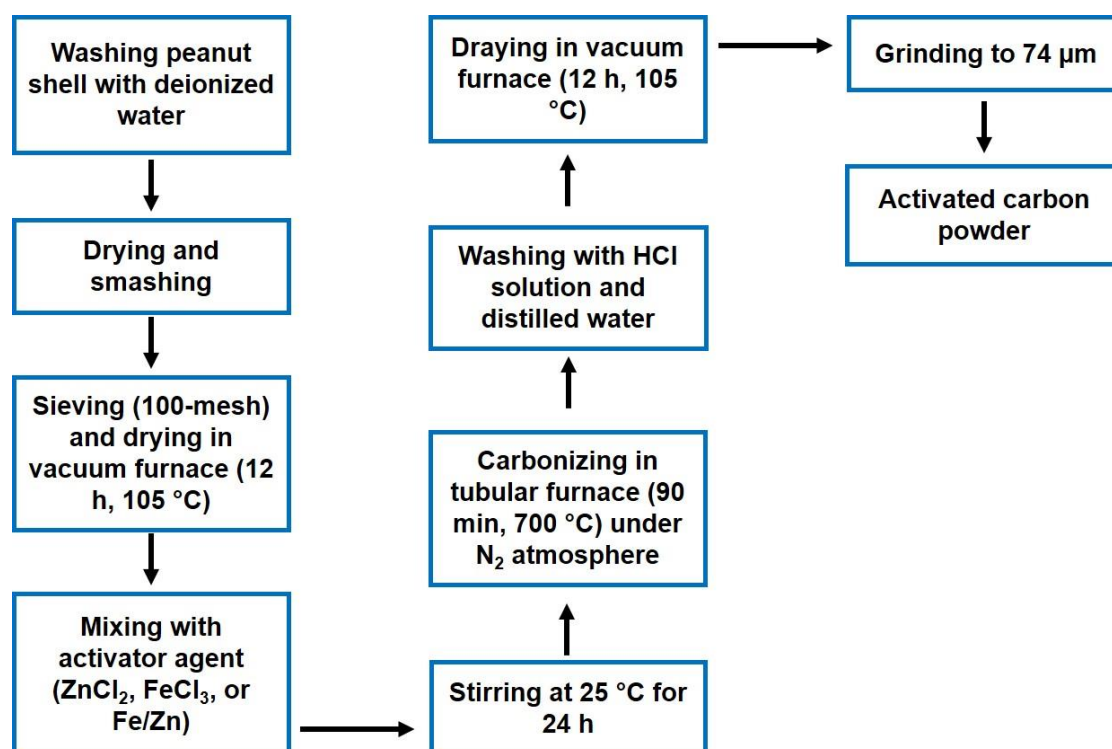 Washing peanut
shell with deionized
water
Drying and
smashing
Sieving (100-mesh)
and drying in
vacuum furnace (12
h, 105 °C)
Mixing with
activator agent
(ZnCl₂, FeCl₃, or
Fe/Zn)
Stirring at 25 °C for
24 h
Carbonizing in
tubular furnace (90
min, 700 °C) under
N₂ atmosphere
Washing with HCl
solution and
distilled water
Draying in vacuum
furnace (12 h, 105
°C)
Grinding to 74 µm
Activated carbon
powder